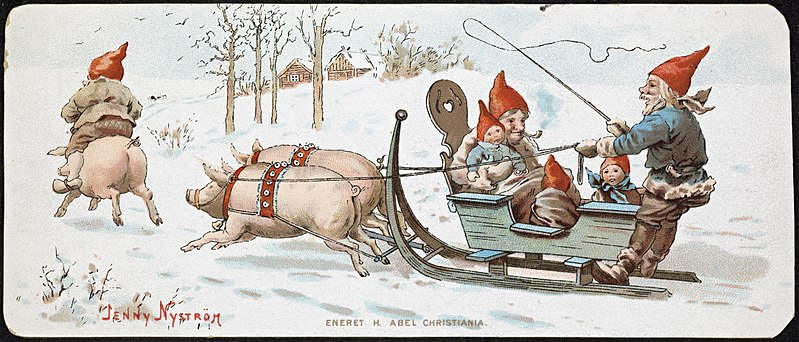 JENNY NYSTRÖM
ENERET H. ABEL CHRISTIANIA.